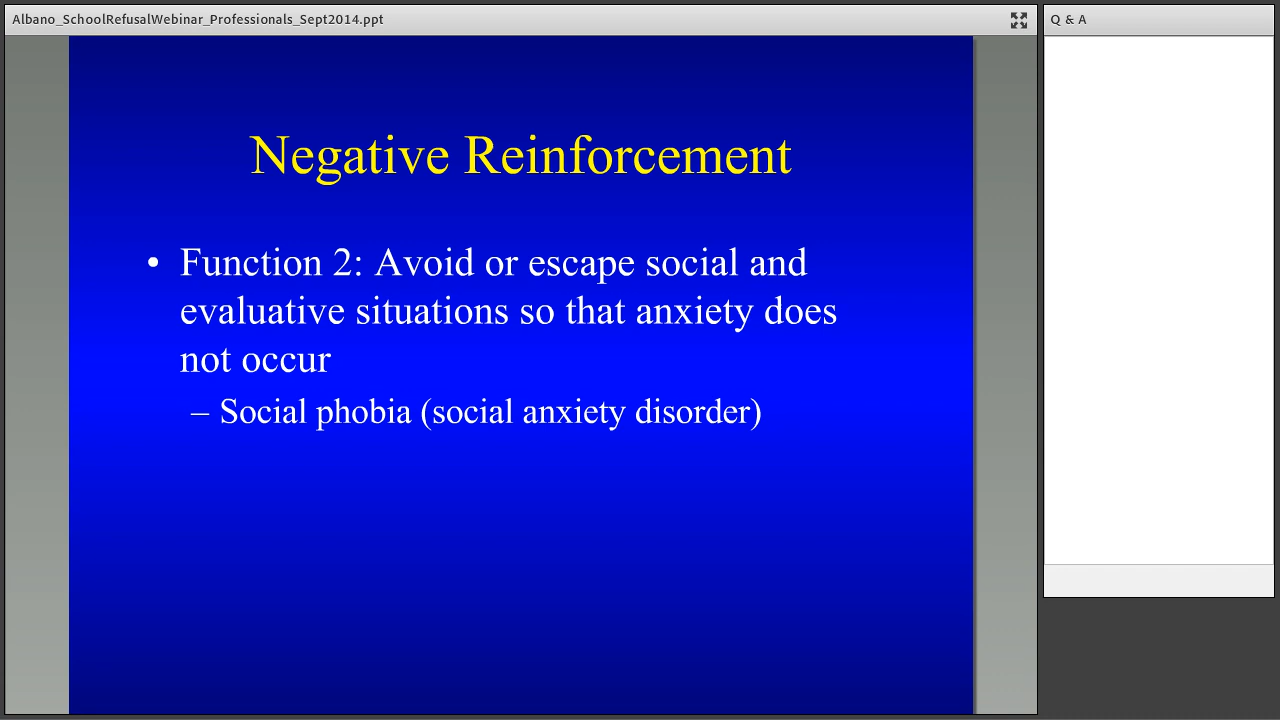 Albano_SchoolRefusalWebinar_Professionals_Sept2014.ppt
Q & A
Negative Reinforcement
• Function 2: Avoid or escape social and
evaluative situations so that anxiety does
not occur
– Social phobia (social anxiety disorder)